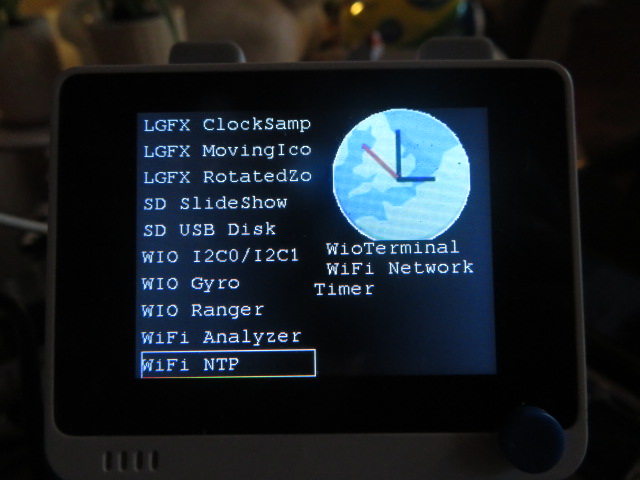 LGFX ClockSamp
LGFX MovingIco
LGFX RotatedZo
SD SlideShow
SD USB Disk
WIO I2C0/I2C1
WIO Gyro
WIO Ranger
WiFi Analyzer
WiFi NTP
WioTerminal
WiFi Network
Timer